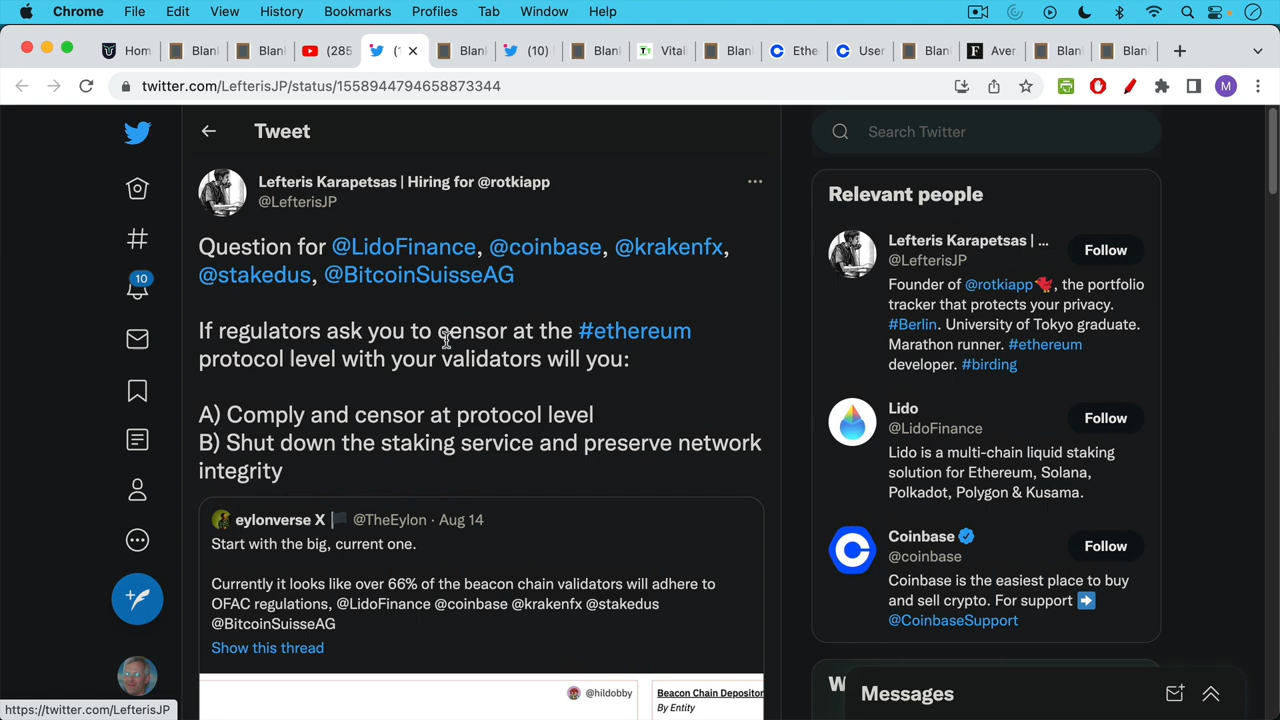 Chrome File Edit View History Bookmarks Profiles Tab Window Help
Hom Blan Blan (285 (1 Blan (10) Blan Vital Blan Ethe User Blan Aver Blan Blan
twitter.com/LefterisJP/status/1558944794658873344 M
Tweet
Search Twitter
Lefteris Karapetsas | Hiring for @rotkiapp
@LefterisJP
Question for @LidoFinance, @coinbase, @krakenfx,
@stakedus, @BitcoinSuisseAG
If regulators ask you to censor at the #ethereum
protocol level with your validators will you:
A) Comply and censor at protocol level
B) Shut down the staking service and preserve network
integrity
eylonverse X @TheEylon · Aug 14
Start with the big, current one.
Currently it looks like over 66% of the beacon chain validators will adhere to
OFAC regulations, @LidoFinance @coinbase @krakenfx @stakedus
@BitcoinSuisseAG
Show this thread
@hildobby
Beacon Chain Depositor
By Entity
10
Relevant people
Lefteris Karapetsas | ...
@LefterisJP
Follow
Founder of @rotkiapp, the portfolio
tracker that protects your privacy.
#Berlin. University of Tokyo graduate.
Marathon runner. #ethereum
developer. #birding
Lido
@LidoFinance
Follow
Lido is a multi-chain liquid staking
solution for Ethereum, Solana,
Polkadot, Polygon & Kusama.
Coinbase
@coinbase
Follow
Coinbase is the easiest place to buy
and sell crypto. For support
@CoinbaseSupport
Messages
https://twitter.com/LefterisJP